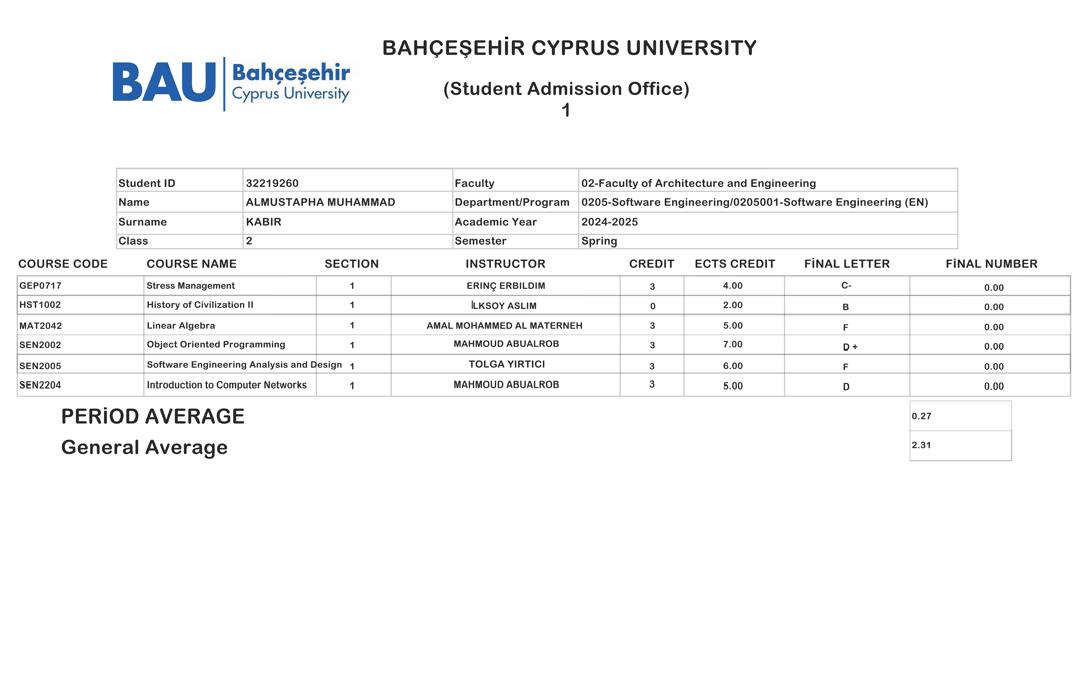 BAHÇEŞEHİR CYPRUS UNIVERSITY
BAU Bahçeşehir Cyprus University
(Student Admission Office)
1
Student ID 32219260 Faculty 02-Faculty of Architecture and Engineering
Name ALMUSTAPHA MUHAMMAD Department/Program 0205-Software Engineering/0205001-Software Engineering (EN)
Surname KABIR Academic Year 2024-2025
Class 2 Semester Spring
COURSE CODE COURSE NAME SECTION INSTRUCTOR CREDIT ECTS CREDIT FİNAL LETTER FİNAL NUMBER
GEP0717 Stress Management 1 ERINÇ ERBILDIM 3 4.00 C- 0.00
HST1002 History of Civilization II 1 İLKSOY ASLIM 0 2.00 B 0.00
MAT2042 Linear Algebra 1 AMAL MOHAMMED AL MATERNEH 3 5.00 F 0.00
SEN2002 Object Oriented Programming 1 MAHMOUD ABUALROB 3 7.00 D + 0.00
SEN2005 Software Engineering Analysis and Design 1 TOLGA YIRTICI 3 6.00 F 0.00
SEN2204 Introduction to Computer Networks 1 MAHMOUD ABUALROB 3 5.00 D 0.00
PERİOD AVERAGE 0.27
General Average 2.31